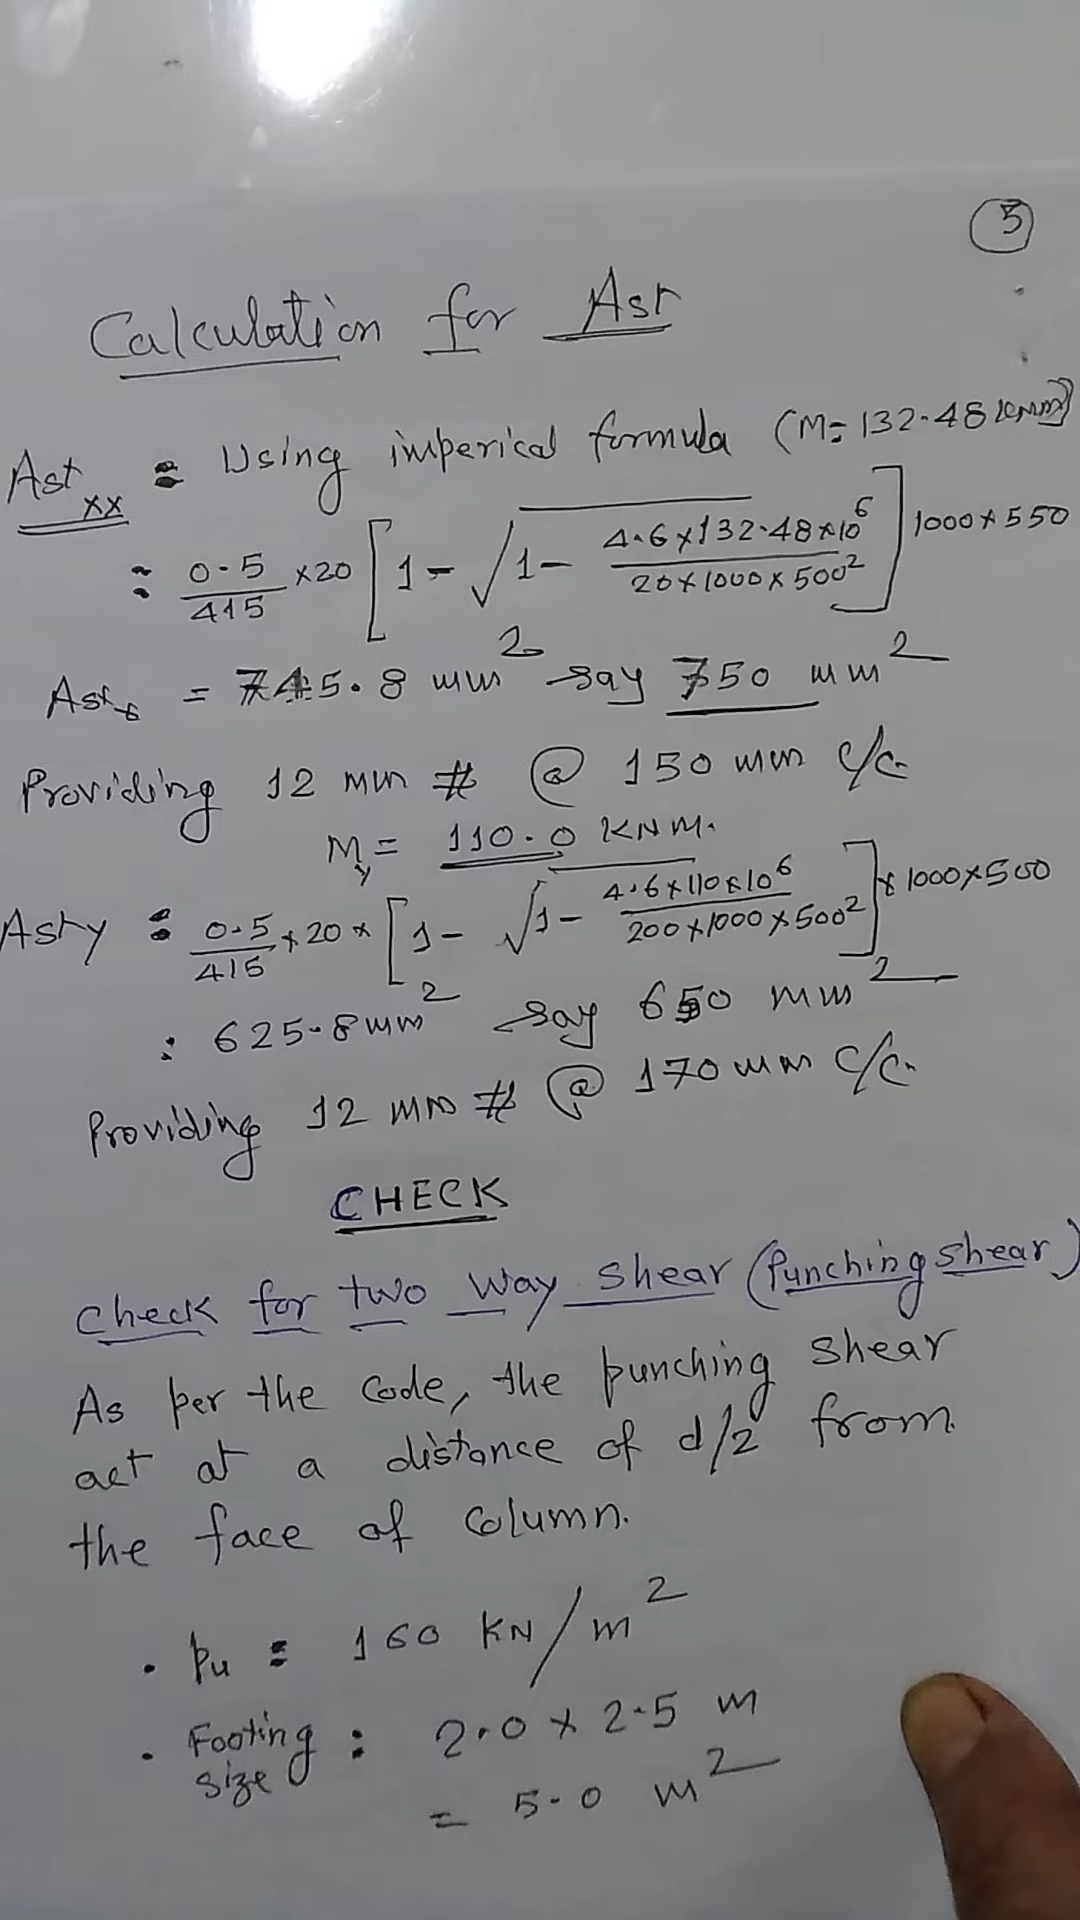 5
Calculation for Ast
Ast xx = Using imperical formula (M= 132.48 KNM)
= 0.5/415 ×20 [1- √1- 4.6×132.48×10^6 / 20×1000×500^2] 1000×550
Ast = 745.8 mm^2 say 750 mm^2
Providing 12 mm # @ 150 mm c/c.
My = 110.0 KNM.
Asty = 0.5/415 × 20 × [1- √1- 4.6×110×10^6 / 200×1000×500^2] × 1000×500
: 625.8mm^2 say 650 mm^2
Providing 12 mm # @ 170 mm c/c.
CHECK
Check for two way shear (Punching shear)
As per the code, the punching shear
act at a distance of d/2 from
the face of column.
• Pu = 160 KN/m^2
• Footing size : 2.0 × 2.5 m
= 5.0 m^2